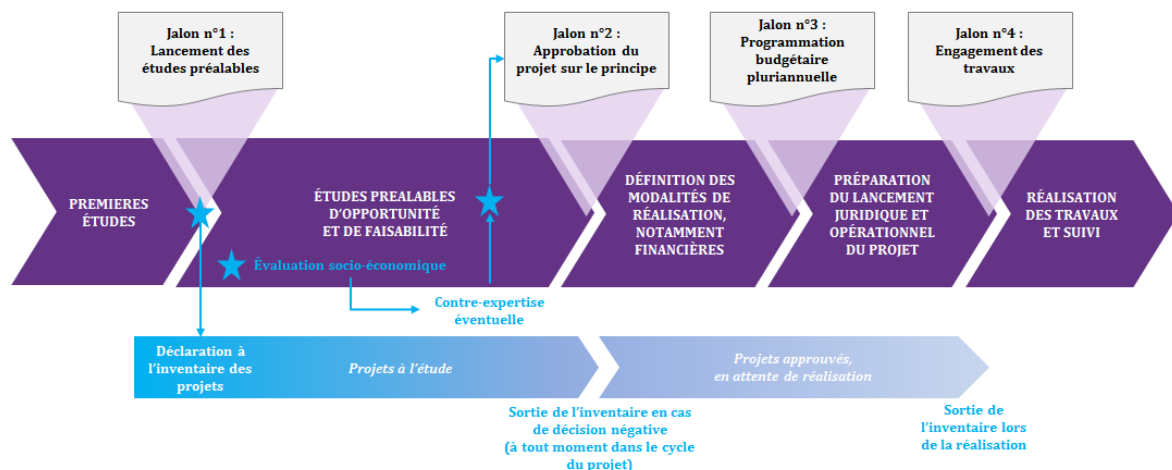 Jalon n°1 :
Lancement des
études préalables
Jalon n°2 :
Approbation du
projet sur le principe
Jalon n°3 :
Programmation
budgétaire
pluriannuelle
Jalon n°4 :
Engagement des
travaux
PREMIERES
ÉTUDES
ÉTUDES PREALABLES
D'OPPORTUNITÉ
ET DE FAISABILITÉ
Évaluation socio-économique
Contre-expertise
éventuelle
DÉFINITION DES
MODALITÉS DE
RÉALISATION,
NOTAMMENT
FINANCIÈRES
PRÉPARATION
DU LANCEMENT
JURIDIQUE ET
OPÉRATIONNEL
DU PROJET
RÉALISATION
DES TRAVAUX
ET SUIVI
Déclaration à
l'inventaire des
projets
Projets à l'étude
Projets approuvés,
en attente de réalisation
Sortie de l'inventaire en cas
de décision négative
(à tout moment dans le cycle
du projet)
Sortie de
l'inventaire lors
de la réalisation